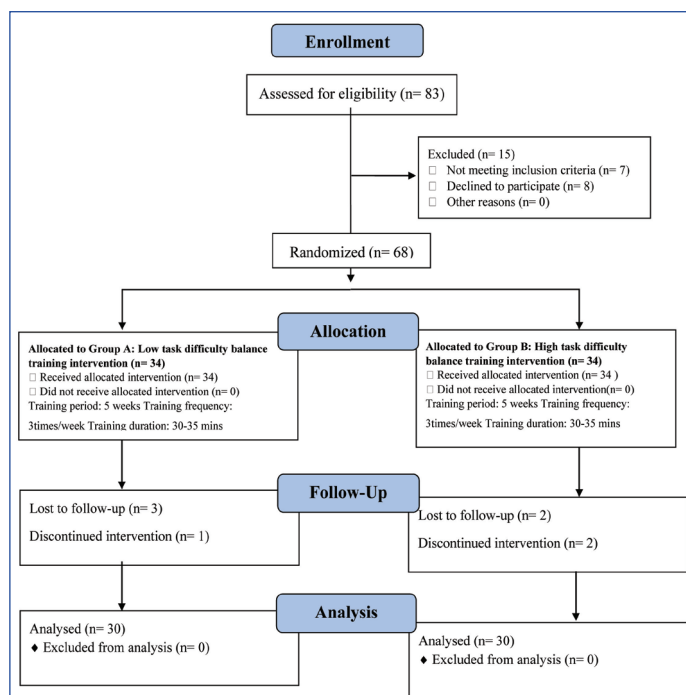 Enrollment
Assessed for eligibility (n= 83)
Excluded (n= 15)
□ Not meeting inclusion criteria (n= 7)
□ Declined to participate (n= 8)
□ Other reasons (n= 0)
Randomized (n= 68)
Allocation
Allocated to Group A: Low task difficulty balance
training intervention (n= 34)
□ Received allocated intervention (n= 34)
□ Did not receive allocated intervention (n= 0)
Training period: 5 weeks Training frequency:
3times/week Training duration: 30-35 mins
Allocated to Group B: High task difficulty
balance training intervention (n= 34)
□ Received allocated intervention (n= 34 )
□ Did not receive allocated intervention(n= 0)
Training period: 5 weeks Training frequency:
3times/week Training duration: 30-35 mins
Follow-Up
Lost to follow-up (n= 3)
Discontinued intervention (n= 1)
Lost to follow-up (n= 2)
Discontinued intervention (n= 2)
Analysis
Analysed (n= 30)
♦ Excluded from analysis (n= 0)
Analysed (n= 30)
♦ Excluded from analysis (n= 0)